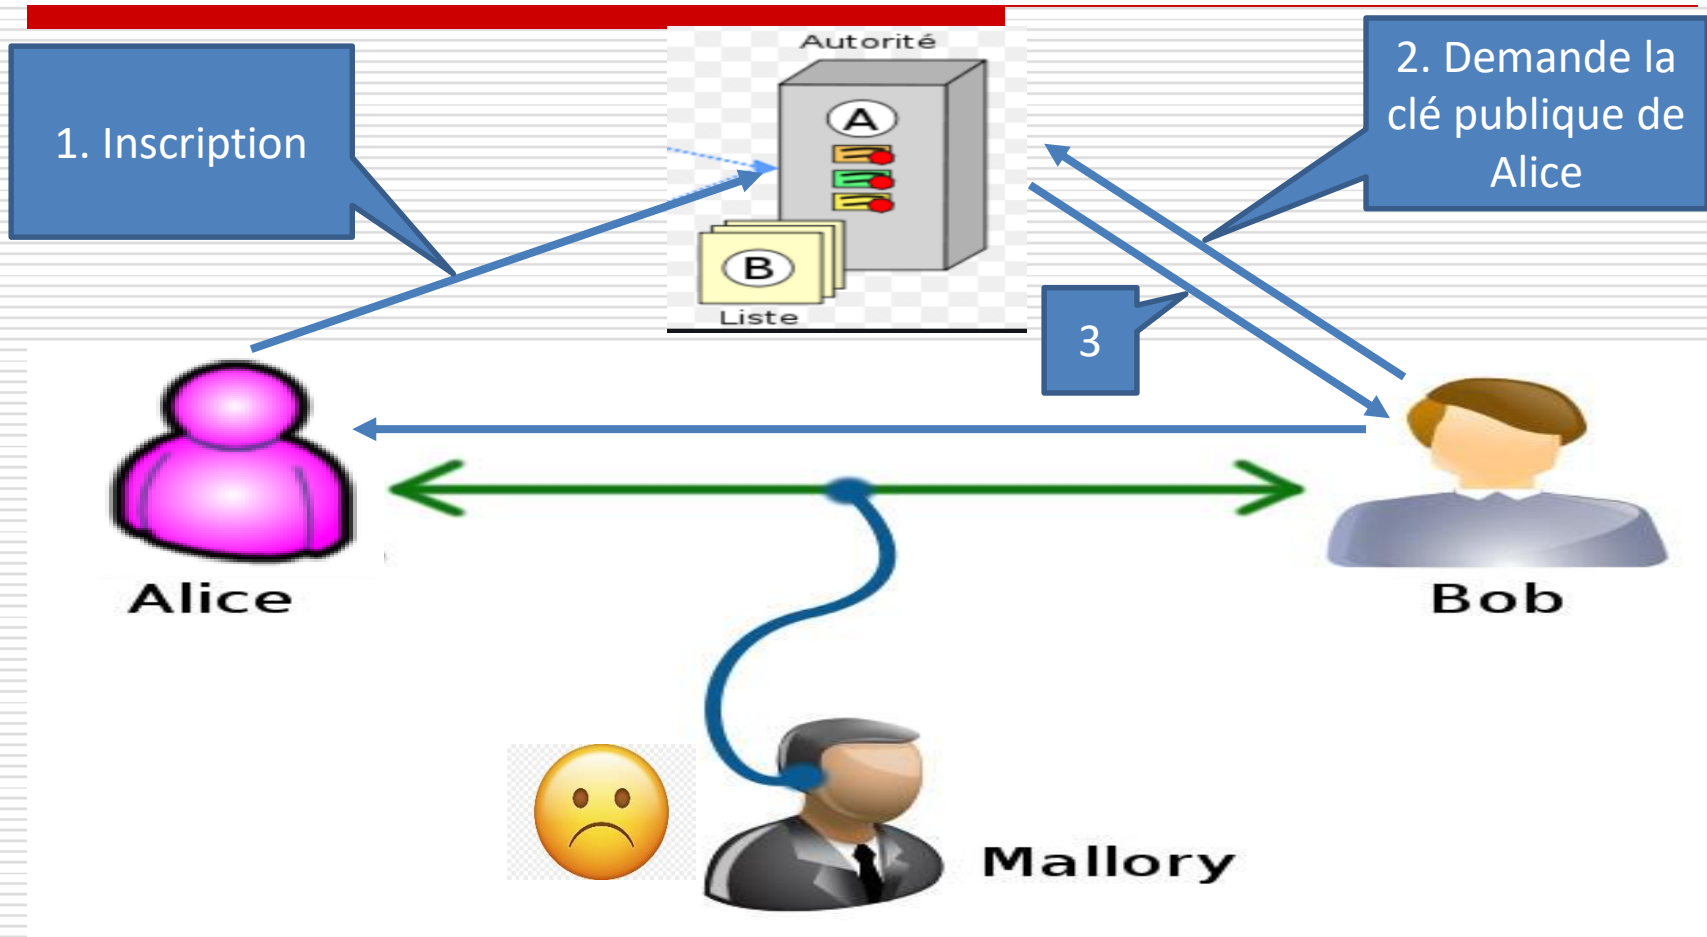 Autorité
1. Inscription
2. Demande la
clé publique de
Alice
A
B
Liste
3
Alice
Bob
Mallory